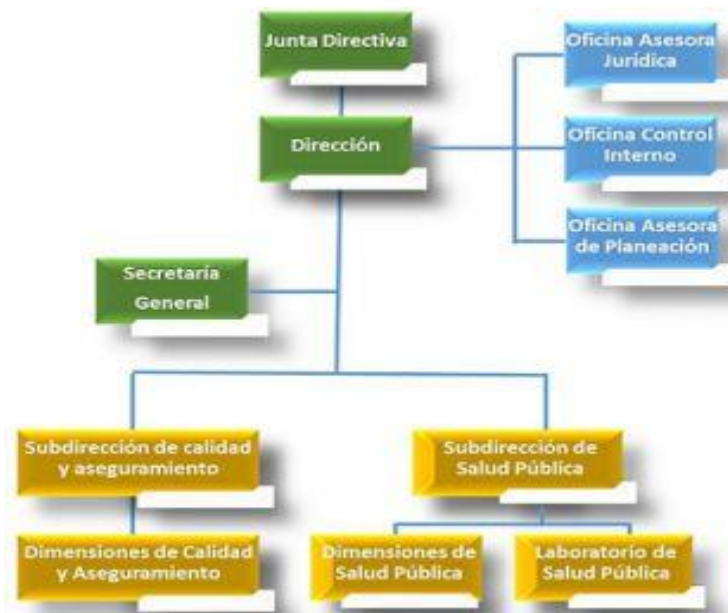 Junta Directiva
Oficina Asesora
Jurídica
Dirección
Oficina Control
Interno
Oficina Asesora
de Planeación
Secretaría
General
Subdirección de calidad
y aseguramiento
Subdirección de
Salud Pública
Dimensiones de Calidad
y Aseguramiento
Dimensiones de
Salud Pública
Laboratorio de
Salud Pública